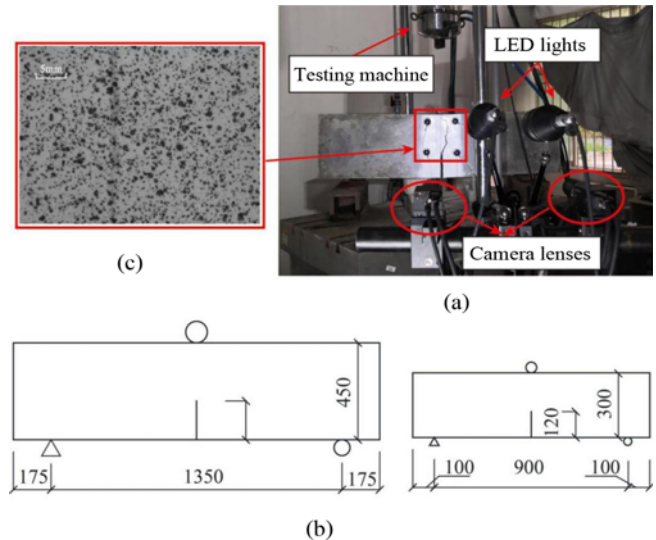 5mm
Testing machine
LED lights
Camera lenses
(c)
(a)
450
175
1350
175
300
120
100
900
100
(b)